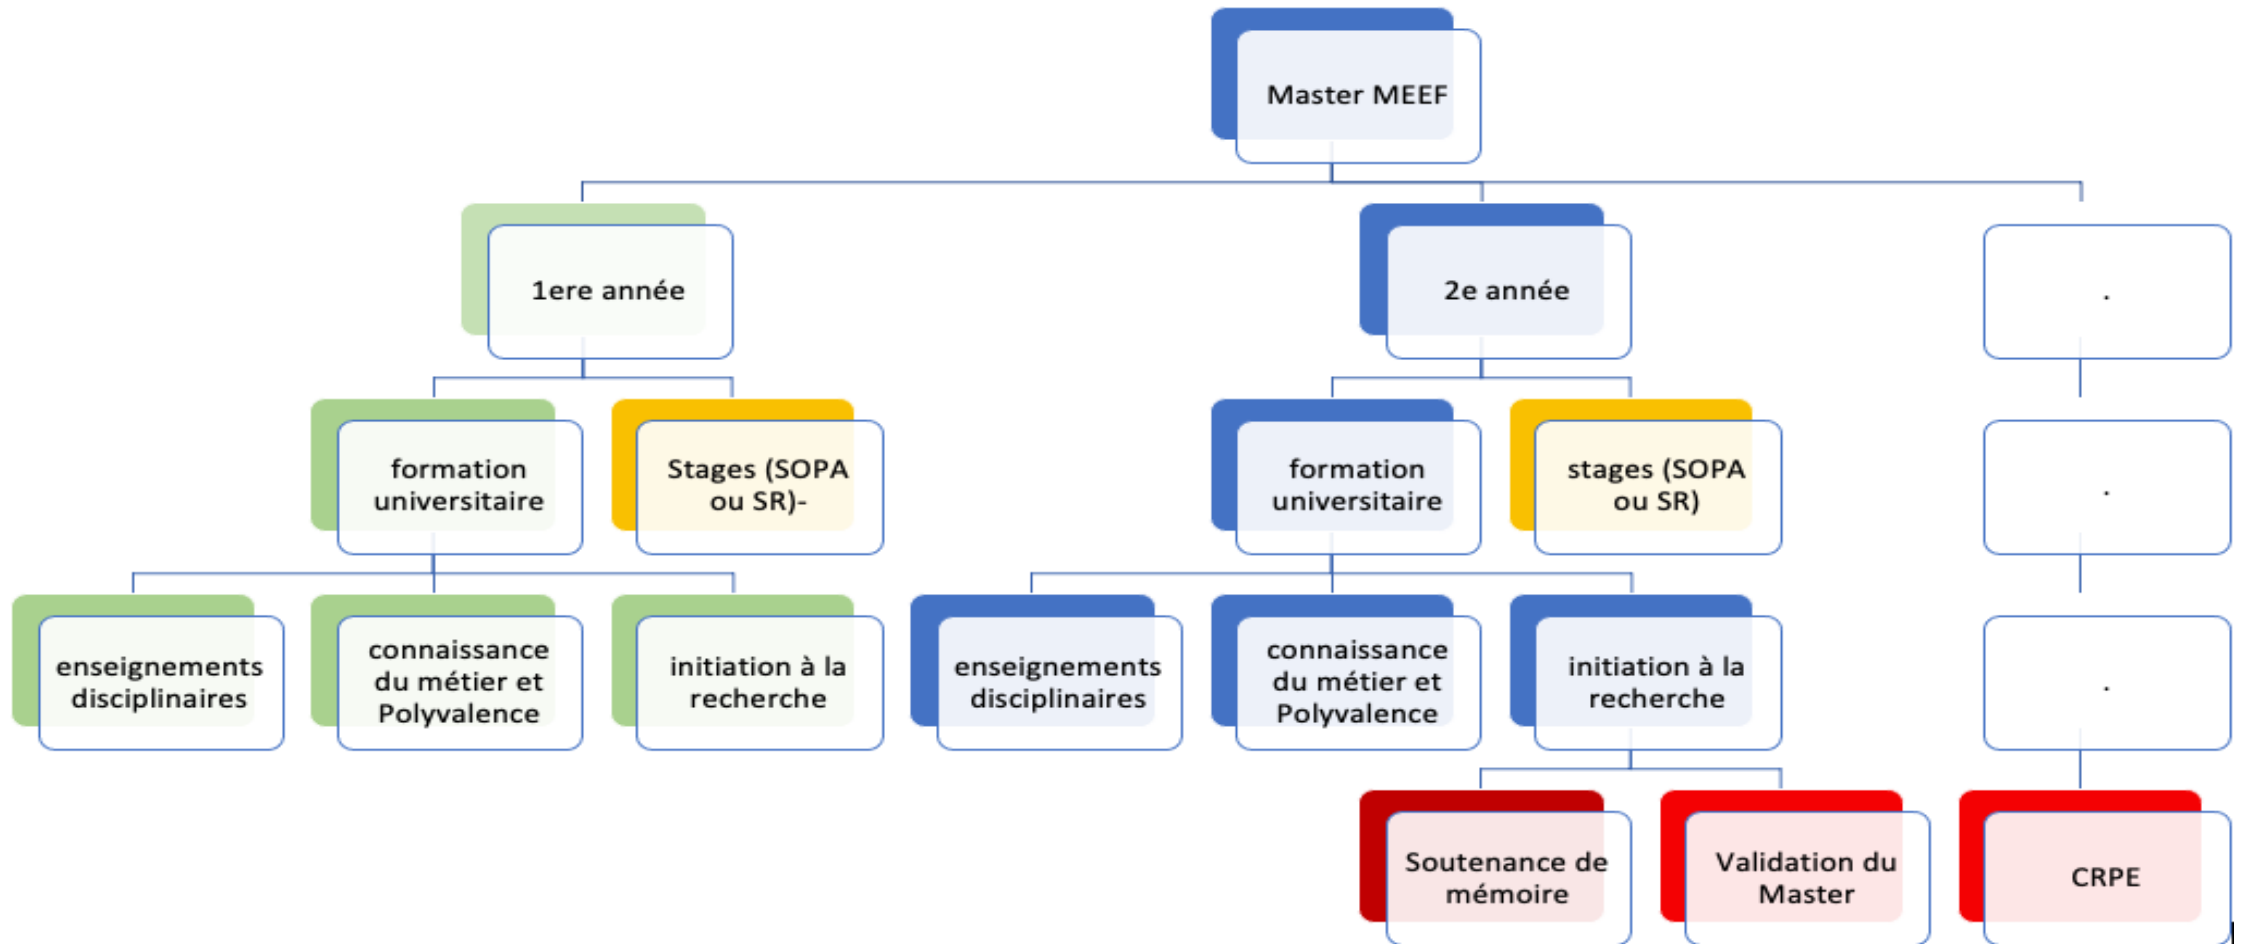 Master MEEF
1ere année
2e année
.
formation
universitaire
Stages (SOPA
ou SR)-
formation
universitaire
stages (SOPA
ou SR)
.
enseignements
disciplinaires
connaissance
du métier et
Polyvalence
initiation à la
recherche
enseignements
disciplinaires
connaissance
du métier et
Polyvalence
initiation à la
recherche
.
Soutenance de
mémoire
Validation du
Master
CRPE